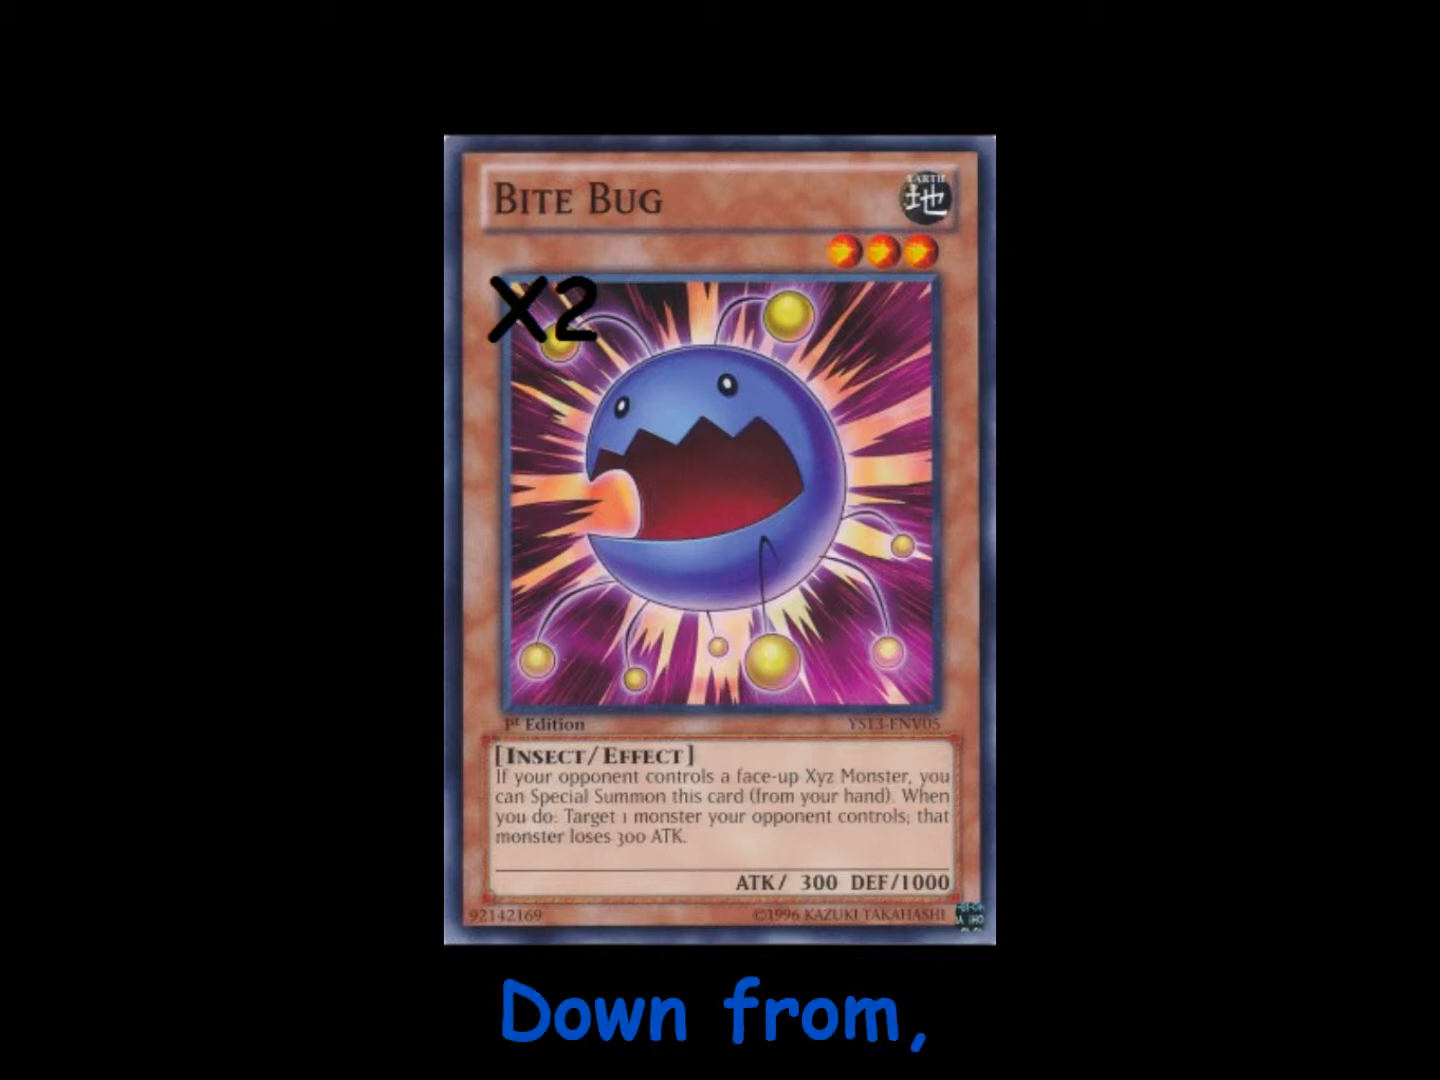 BITE BUG
EARTH
地
X2
1st Edition
YS13-ENV05
[INSECT/EFFECT]
If your opponent controls a face-up Xyz Monster, you
can Special Summon this card (from your hand). When
you do: Target 1 monster your opponent controls; that
monster loses 300 ATK.
ATK/ 300 DEF/1000
92142169
©1996 KAZUKI TAKAHASHI
Down from,